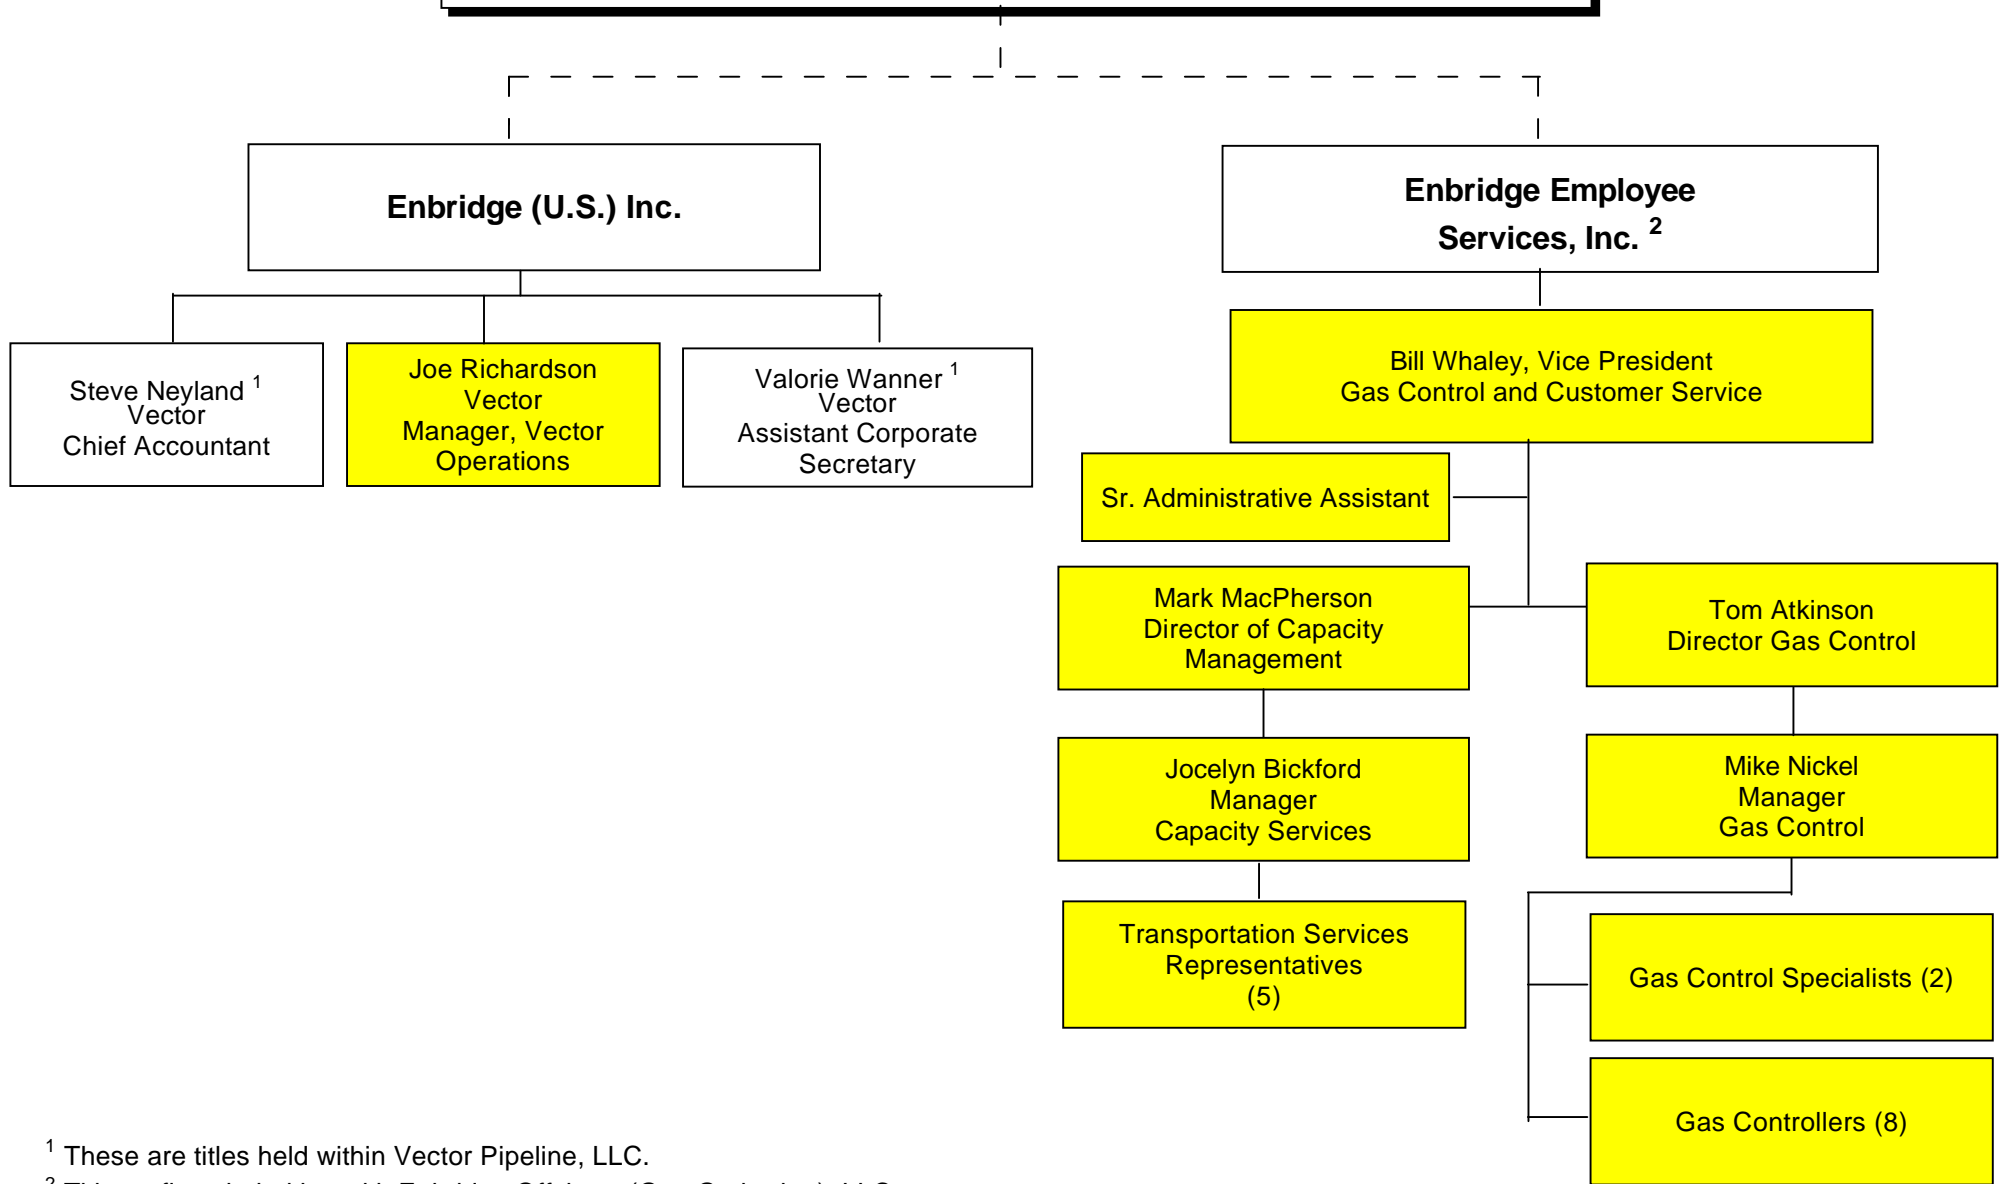 Enbridge (U.S.) Inc.
Enbridge Employee
Services, Inc. 2
Steve Neyland 1
Vector
Chief Accountant
Joe Richardson
Vector
Manager, Vector
Operations
Valorie Wanner 1
Vector
Assistant Corporate
Secretary
Bill Whaley, Vice President
Gas Control and Customer Service
Sr. Administrative Assistant
Mark MacPherson
Director of Capacity
Management
Tom Atkinson
Director Gas Control
Jocelyn Bickford
Manager
Capacity Services
Mike Nickel
Manager
Gas Control
Transportation Services
Representatives
(5)
Gas Control Specialists (2)
Gas Controllers (8)
1 These are titles held within Vector Pipeline, LLC.